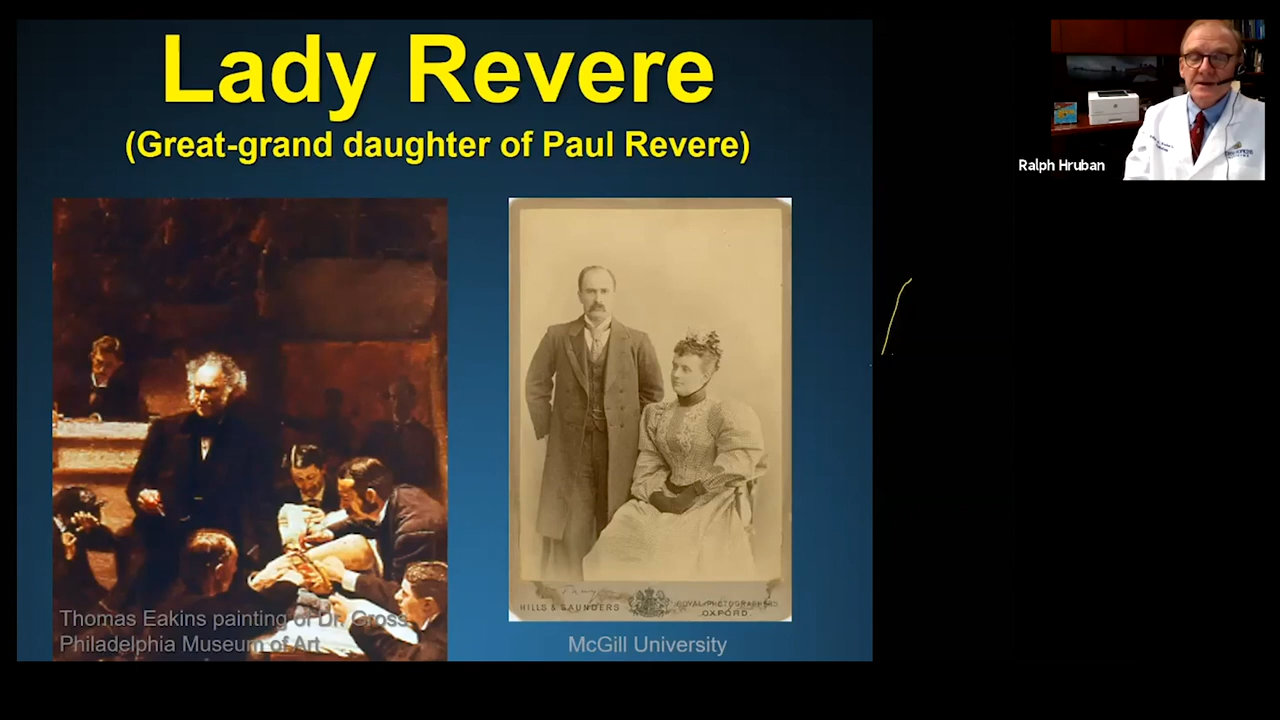 Lady Revere
(Great-grand daughter of Paul Revere)
Ralph Hruban
Thomas Eakins painting of Dr. Gross
Philadelphia Museum of Art
HILLS & SAUNDERS
ROYAL PHOTOGRAPHERS
OXFORD.
McGill University